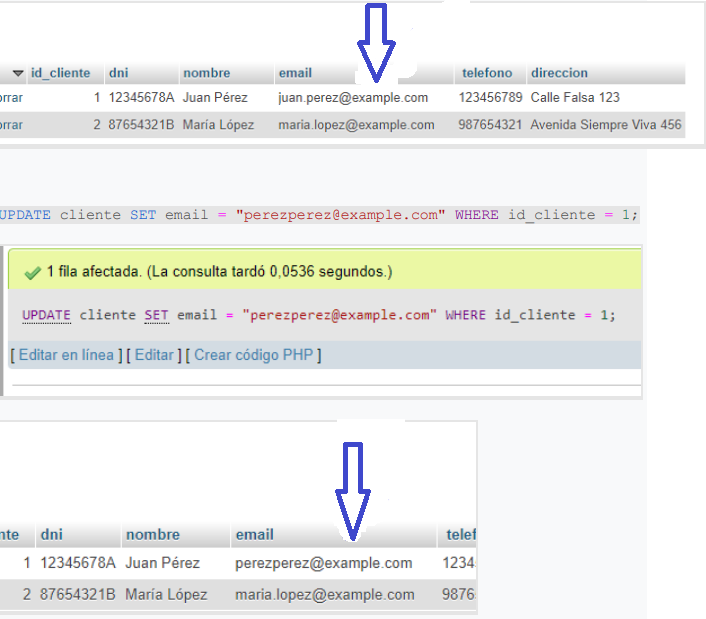 id_cliente dni nombre email telefono direccion
orrar 1 12345678A Juan Pérez juan.perez@example.com 123456789 Calle Falsa 123
orrar 2 87654321B María López maria.lopez@example.com 987654321 Avenida Siempre Viva 456
UPDATE cliente SET email = "perezperez@example.com" WHERE id_cliente = 1;
1 fila afectada. (La consulta tardó 0,0536 segundos.)
UPDATE cliente SET email = "perezperez@example.com" WHERE id_cliente = 1;
[ Editar en línea ] [ Editar ] [ Crear código PHP ]
nte dni nombre email telef
1 12345678A Juan Pérez perezperez@example.com 1234
2 87654321B María López maria.lopez@example.com 9876